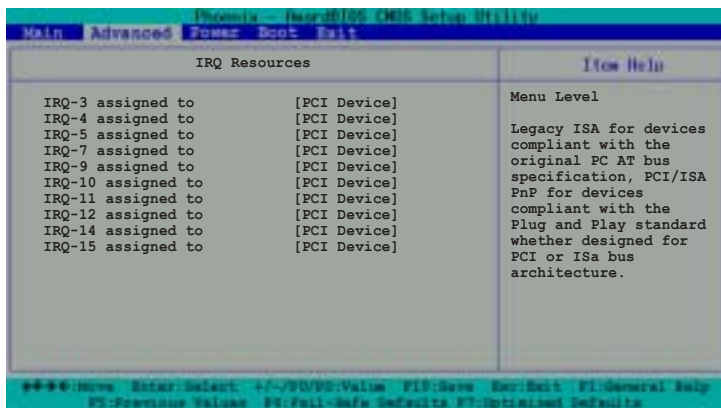 Phoenix - AwardBIOS CMOS Setup Utility
Main Advanced Power Boot Exit
IRQ Resources
Item Help
IRQ-3 assigned to [PCI Device]
IRQ-4 assigned to [PCI Device]
IRQ-5 assigned to [PCI Device]
IRQ-7 assigned to [PCI Device]
IRQ-9 assigned to [PCI Device]
IRQ-10 assigned to [PCI Device]
IRQ-11 assigned to [PCI Device]
IRQ-12 assigned to [PCI Device]
IRQ-14 assigned to [PCI Device]
IRQ-15 assigned to [PCI Device]
Menu Level
Legacy ISA for devices
compliant with the
original PC AT bus
specification, PCI/ISA
PnP for devices
compliant with the
Plug and Play standard
whether designed for
PCI or ISa bus
architecture.
:Move Enter:Select +/-/PU/PD:Value F10:Save Esc:Exit F1:General Help
F5:Previous Values F6:Fail-Safe Defaults F7:Optimized Defaults